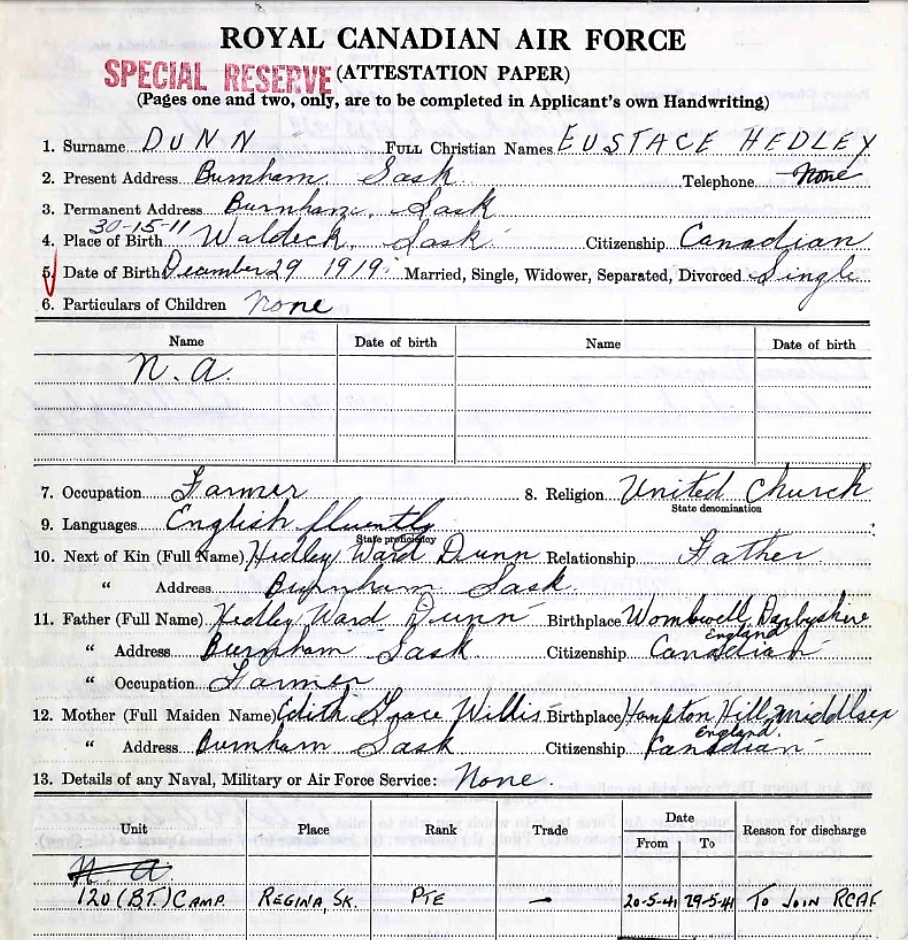 ROYAL CANADIAN AIR FORCE
SPECIAL RESERVE (ATTESTATION PAPER)
(Pages one and two, only, are to be completed in Applicant's own Handwriting)
1. Surname DUNN FULL Christian Names EUSTACE HEDLEY
2. Present Address Burnham. Sask. Telephone None
3. Permanent Address Burnham. Sask
30-15-11
4. Place of Birth Waldeck, Sask. Citizenship Canadian
5. Date of Birth December 29 1919. Married, Single, Widower, Separated, Divorced Single
6. Particulars of Children None
Name Date of birth Name Date of birth
N. A.
7. Occupation Farmer 8. Religion United Church
State denomination
9. Languages English fluently
State proficiency
10. Next of Kin (Full Name) Hedley Ward Dunn Relationship Father
" Address Burnham Sask.
11. Father (Full Name) Hedley Ward Dunn Birthplace Wombwell Darbyshire
England
" Address Burnham Sask. Citizenship Canadian
" Occupation Farmer
12. Mother (Full Maiden Name) Edith Grace Willis Birthplace Hampton Hill, Middlsex
England.
" Address Burnham Sask Citizenship Canadian
13. Details of any Naval, Military or Air Force Service: None.
Unit Place Rank Trade Date Reason for discharge
From To
N. A.
120 (BT.) CAMP. REGINA, SK. PTE — 20-5-41 29-5-41 TO JOIN RCAF